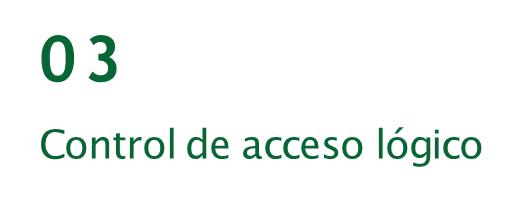 03
Control de acceso lógico